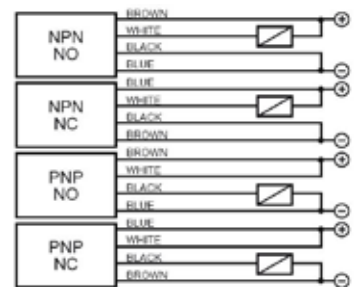 NPN
NO
BROWN
WHITE
BLACK
BLUE
+
-
NPN
NC
BLUE
WHITE
BLACK
BROWN
+
-
PNP
NO
BROWN
WHITE
BLACK
BLUE
+
-
PNP
NC
BLUE
WHITE
BLACK
BROWN
+
-